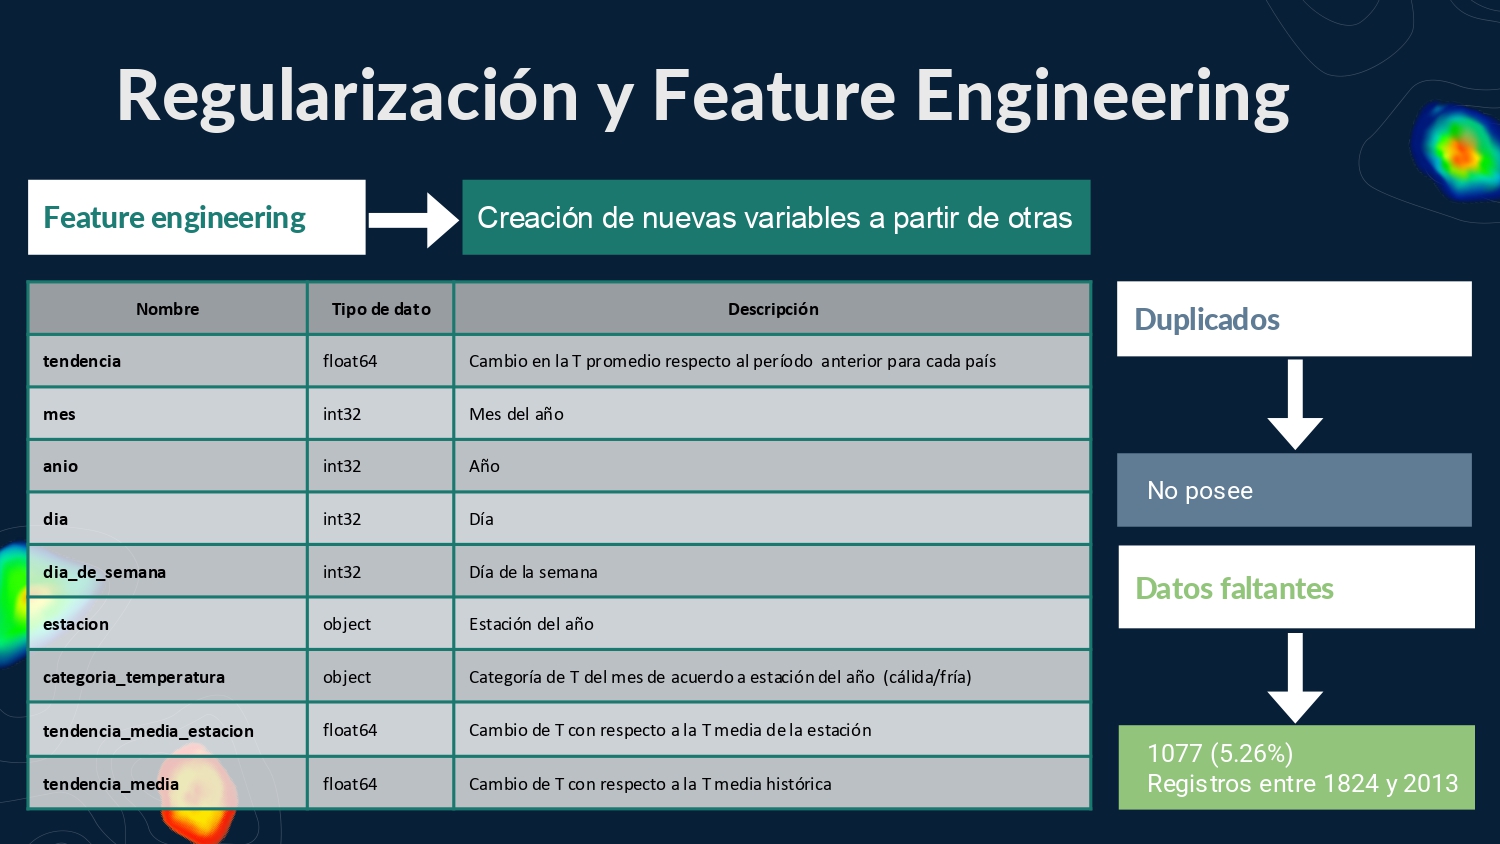 Regularización y Feature Engineering
Feature engineering
Creación de nuevas variables a partir de otras
Nombre Tipo de dato Descripción
tendencia float64 Cambio en la T promedio respecto al período anterior para cada país
mes int32 Mes del año
anio int32 Año
dia int32 Día
dia_de_semana int32 Día de la semana
estacion object Estación del año
categoria_temperatura object Categoría de T del mes de acuerdo a estación del año (cálida/fría)
tendencia_media_estacion float64 Cambio de T con respecto a la T media de la estación
tendencia_media float64 Cambio de T con respecto a la T media histórica
Duplicados
No posee
Datos faltantes
1077 (5.26%)
Registros entre 1824 y 2013